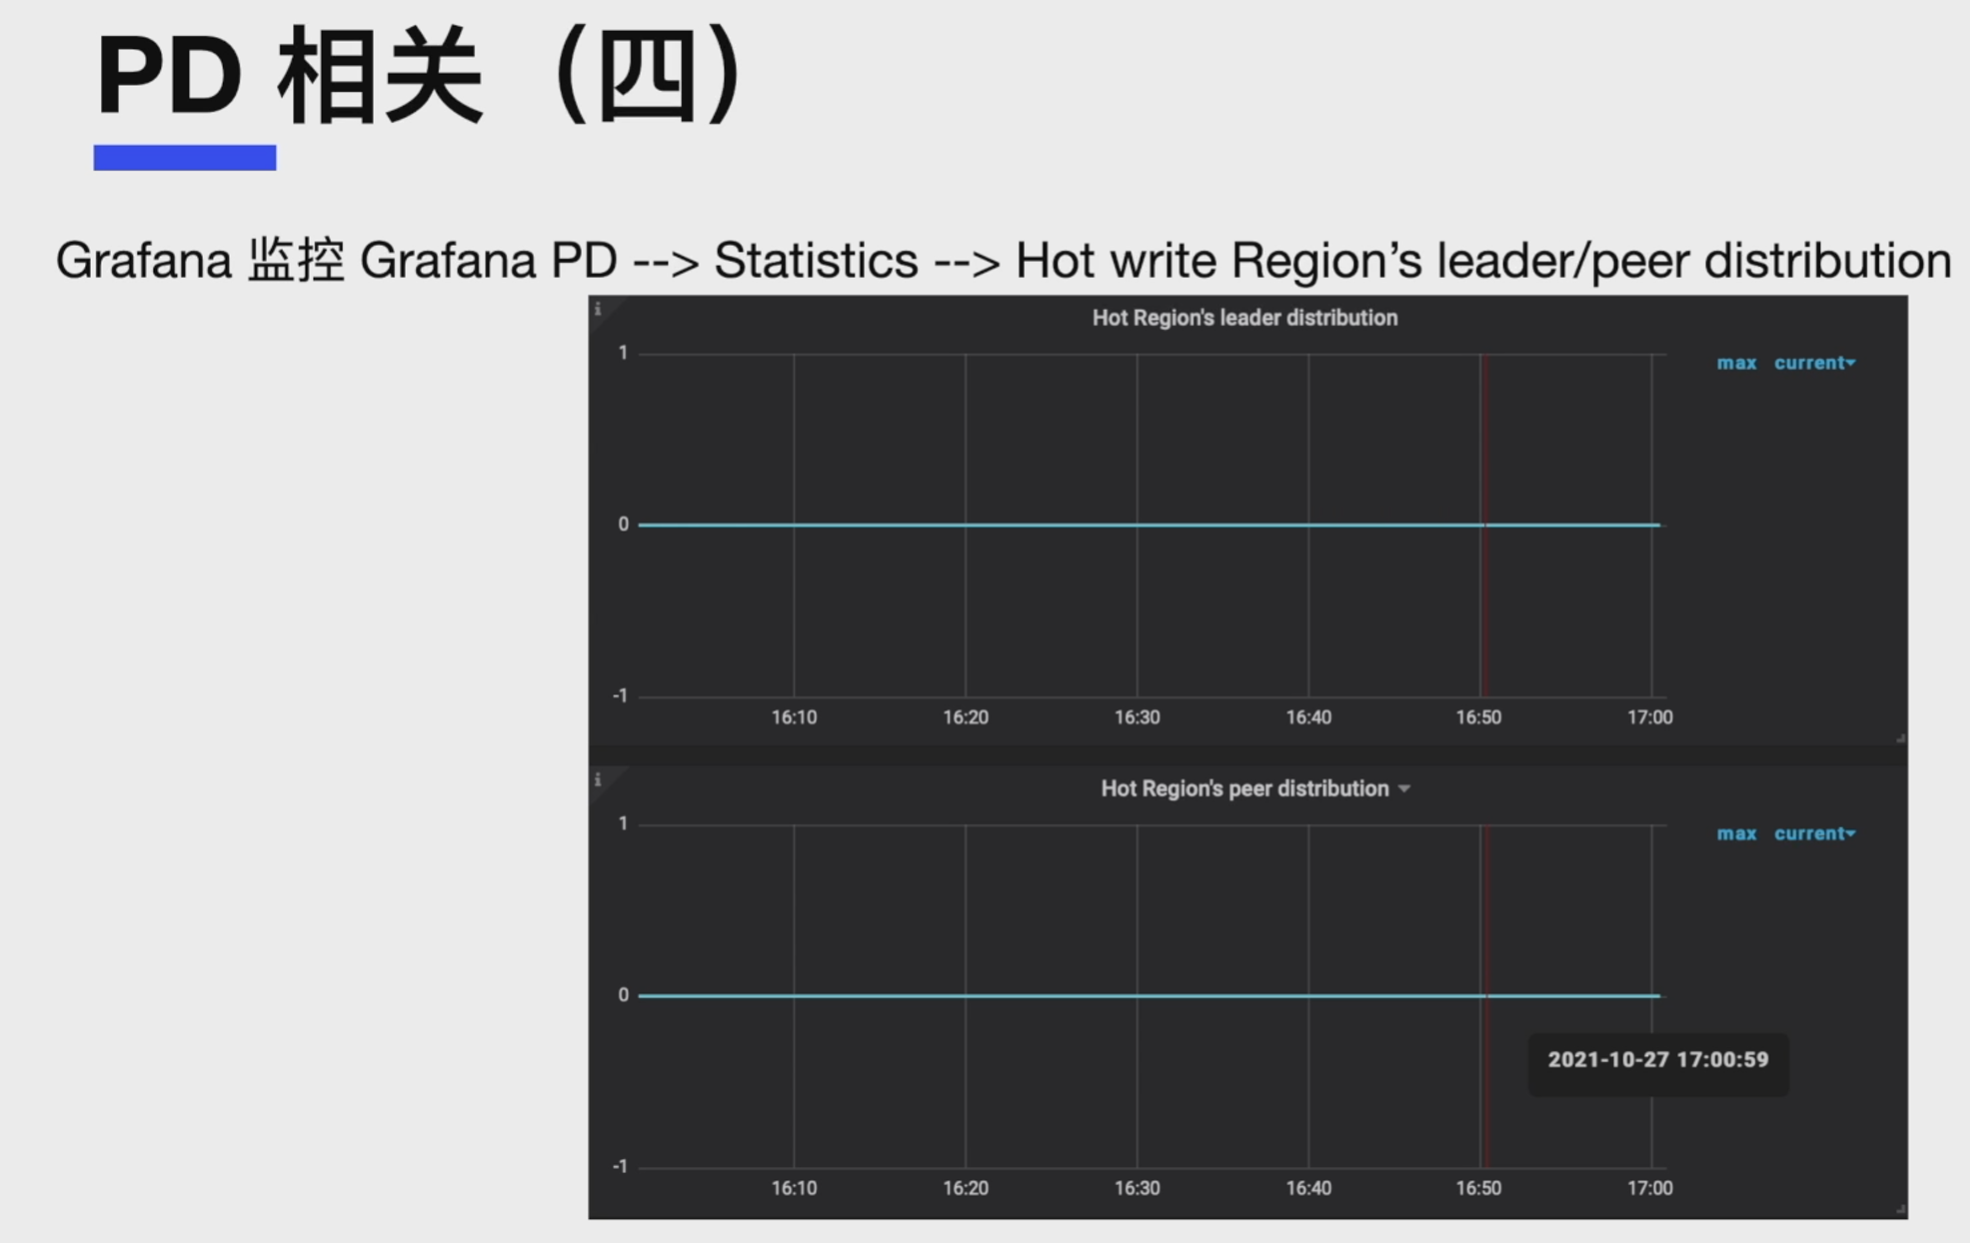 PD 相关（四）
Grafana 监控 Grafana PD --> Statistics --> Hot write Region’s leader/peer distribution
i
Hot Region's leader distribution
max current
1
0
-1
16:10 16:20 16:30 16:40 16:50 17:00
i
Hot Region's peer distribution
max current
1
0
2021-10-27 17:00:59
-1
16:10 16:20 16:30 16:40 16:50 17:00